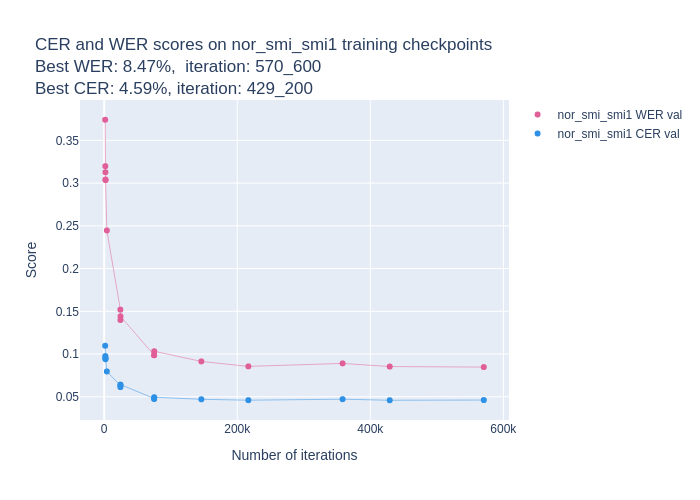 CER and WER scores on nor_smi_smi1 training checkpoints
Best WER: 8.47%,  iteration: 570_600
Best CER: 4.59%, iteration: 429_200
nor_smi_smi1 WER val
nor_smi_smi1 CER val
0.35
0.3
0.25
0.2
0.15
0.1
0.05
Score
0
200k
400k
600k
Number of iterations